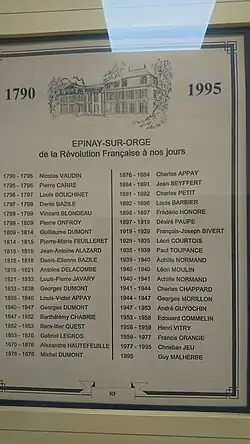 1790
1995
EPINAY-SUR-ORGE
de la Révolution Française à nos jours
1790 - 1795 Nicolas VAUDIN
1795 - 1796 Pierre CARRÉ
1796 - 1797 Louis BOUCHINET
1797 - 1799 Denis BAZILE
1799 - 1799 Vincent BLONDEAU
1799 - 1809 Pierre ONFROY
1809 - 1814 Guillaume DUMONT
1814 - 1815 Pierre-Marie FEUILLERET
1815 - 1815 Jean-Antoine ALAZARD
1815 - 1818 Denis-Etienne BAZILE
1818 - 1821 Antoine DELACOMBE
1821 - 1833 Louis-Pierre JAVARY
1833 - 1838 Georges DUMONT
1838 - 1840 Louis-Victor APPAY
1840 - 1847 Georges DUMONT
1847 - 1852 Barthélémy CHABRIÉ
1852 - 1853 QUEST
1853 - 1870 Gabriel LEGROS
1870 - 1876 Alexandre HAUTEFEUILLE
1876 - 1876 Michel DUMONT
1876 - 1884 Charles APPAY
1884 - 1891 Jean SEYFFERT
1891 - 1892 Charles PETIT
1892 - 1896 Louis BARBIER
1896 - 1897 Frédéric HONORE
1897 - 1919 Désiré PAUPE
1919 - 1929 François-Joseph BIVERT
1929 - 1935 Léon COURTOIS
1935 - 1939 Paul TOUPANCE
1939 - 1940 Achille NORMAND
1940 - 1940 Léon MOULIN
1940 - 1941 Achille NORMAND
1941 - 1944 Charles CHAPPARD
1944 - 1947 Georges MORILLON
1947 - 1953 André GUYOCHIN
1953 - 1958 Edouard COMMELIN
1958 - 1959 Henri VITRY
1959 - 1977 Francis ORANGE
1977 - 1995 Christian JEU
1995 Guy MALHERBE
RF